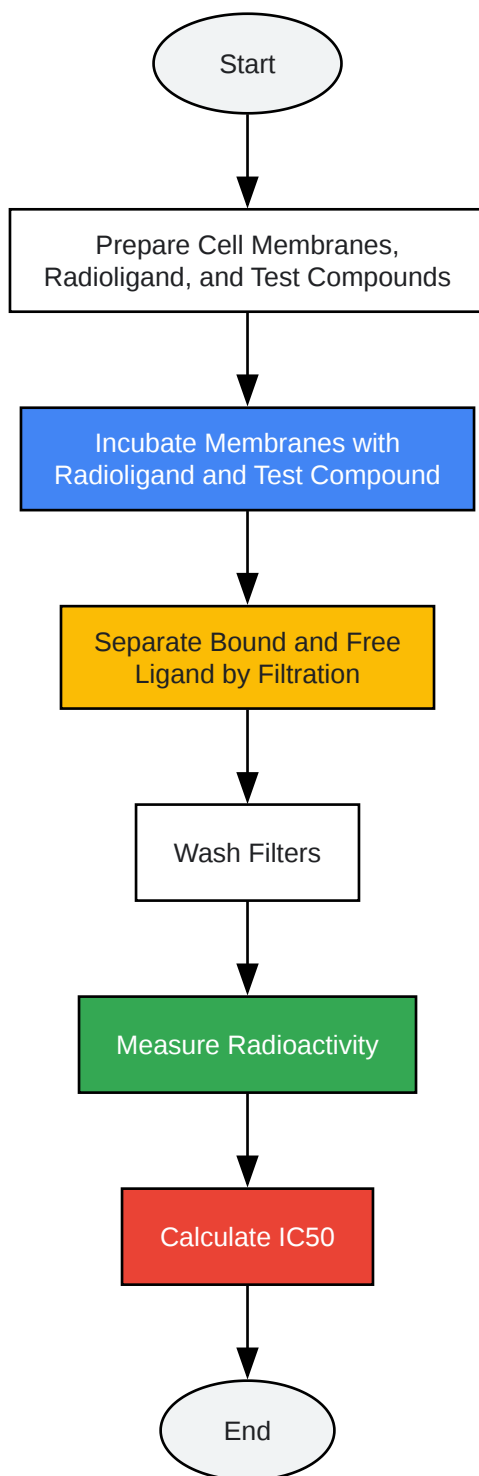 Start
Prepare Cell Membranes,
Radioligand, and Test Compounds
Incubate Membranes with
Radioligand and Test Compound
Separate Bound and Free
Ligand by Filtration
Wash Filters
Measure Radioactivity
Calculate IC50
End